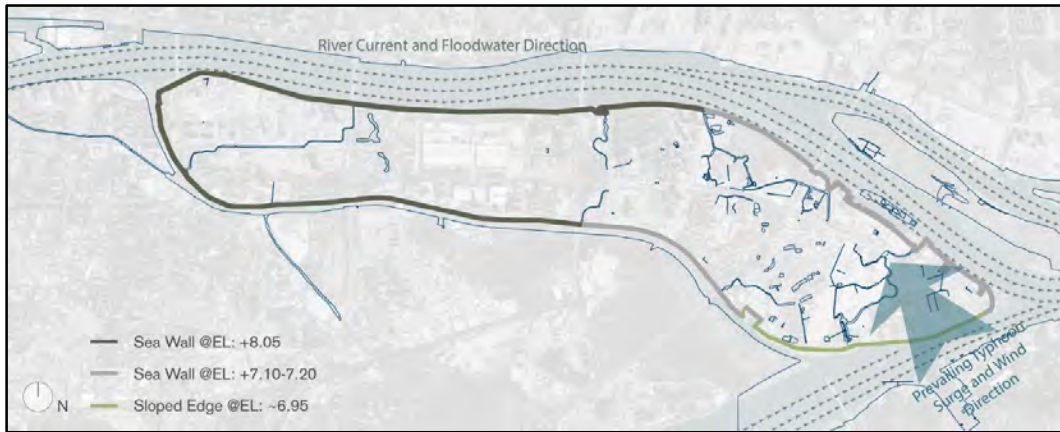 River Current and Floodwater Direction
Prevailing Typhoon
Surge and Wind
Direction
Sea Wall @EL: +8.05
Sea Wall @EL: +7.10-7.20
Sloped Edge @EL: ~6.95
N